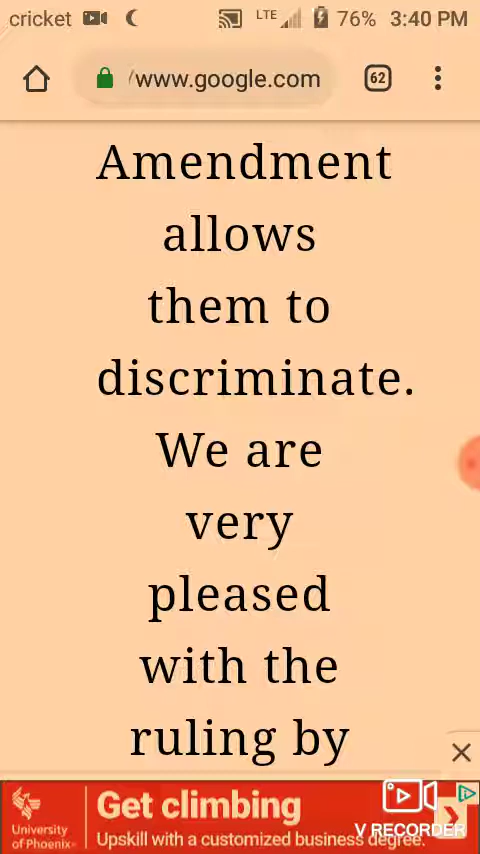 cricket LTE 76% 3:40 PM
/www.google.com 62
Amendment
allows
them to
discriminate.
We are
very
pleased
with the
ruling by
University
of Phoenix
Get climbing
Upskill with a customized business degree.
V RECORDER